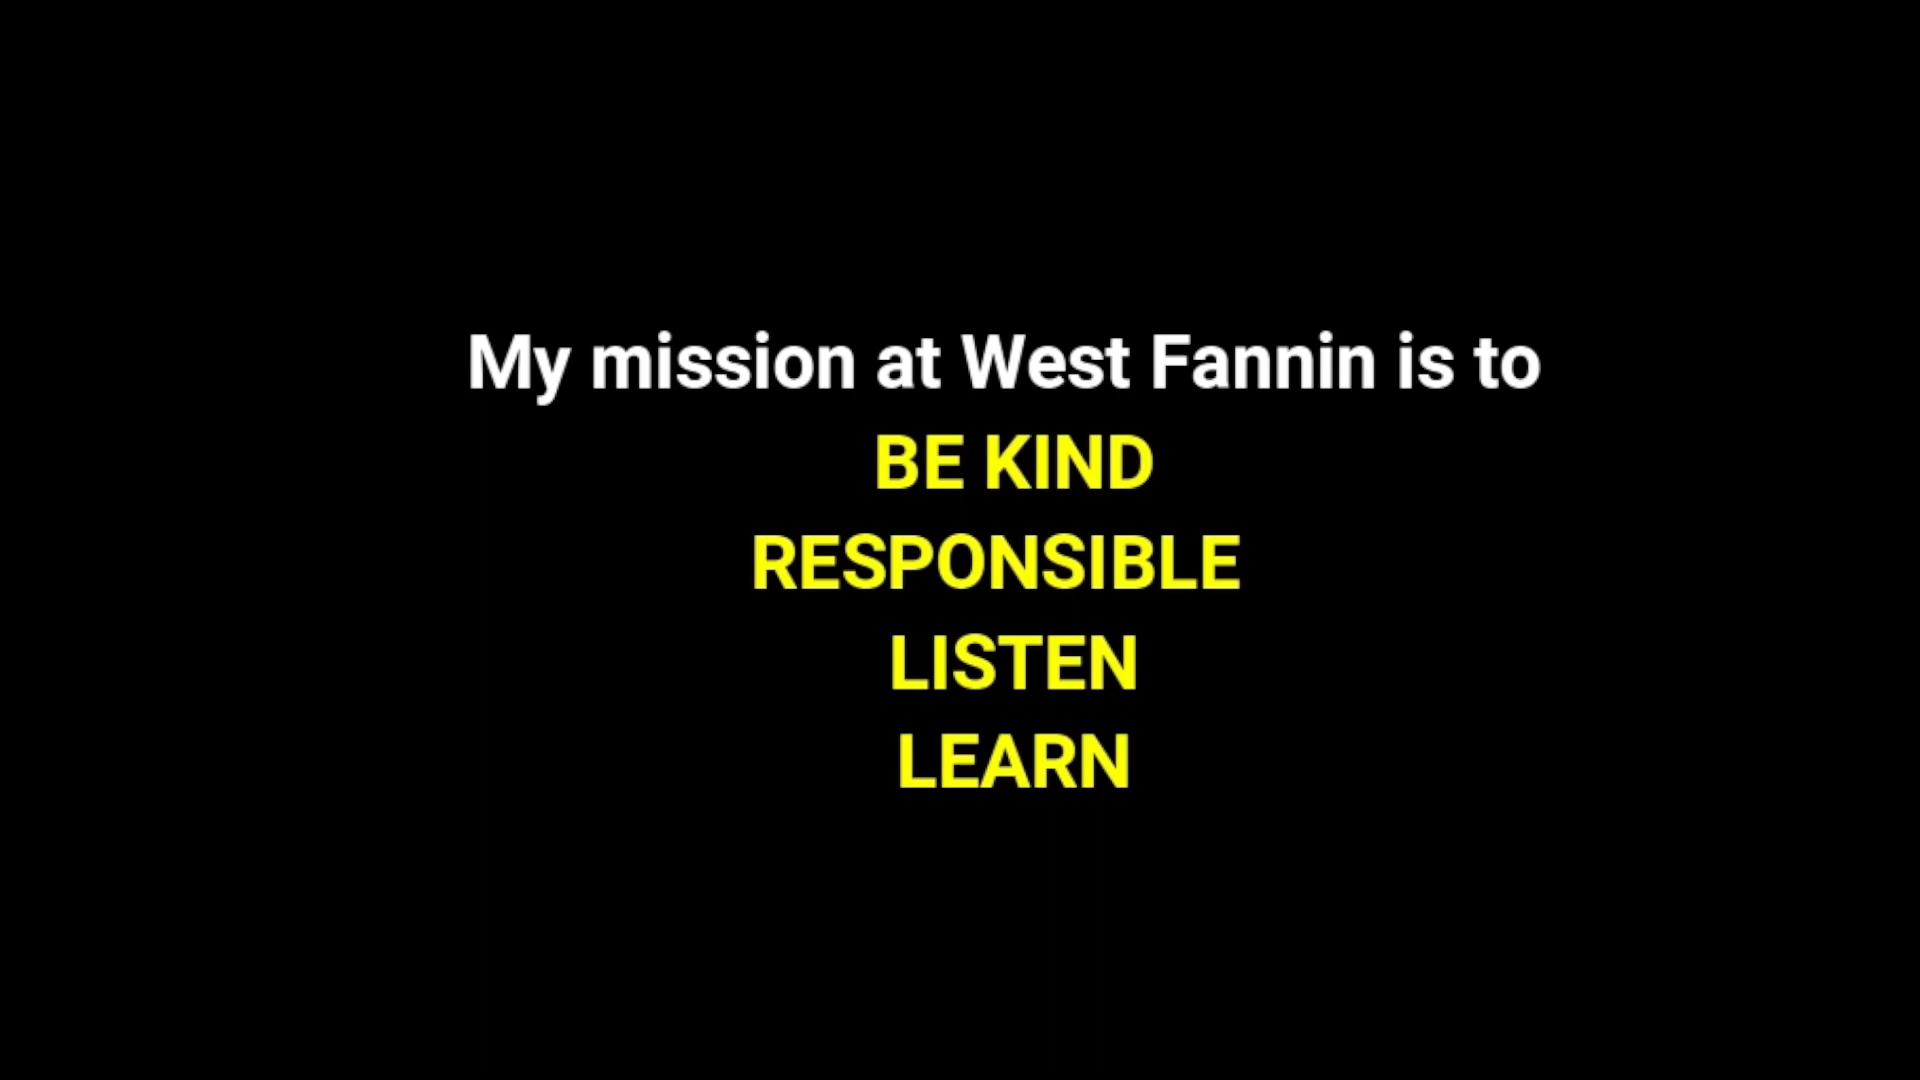 My mission at West Fannin is to
BE KIND
RESPONSIBLE
LISTEN
LEARN